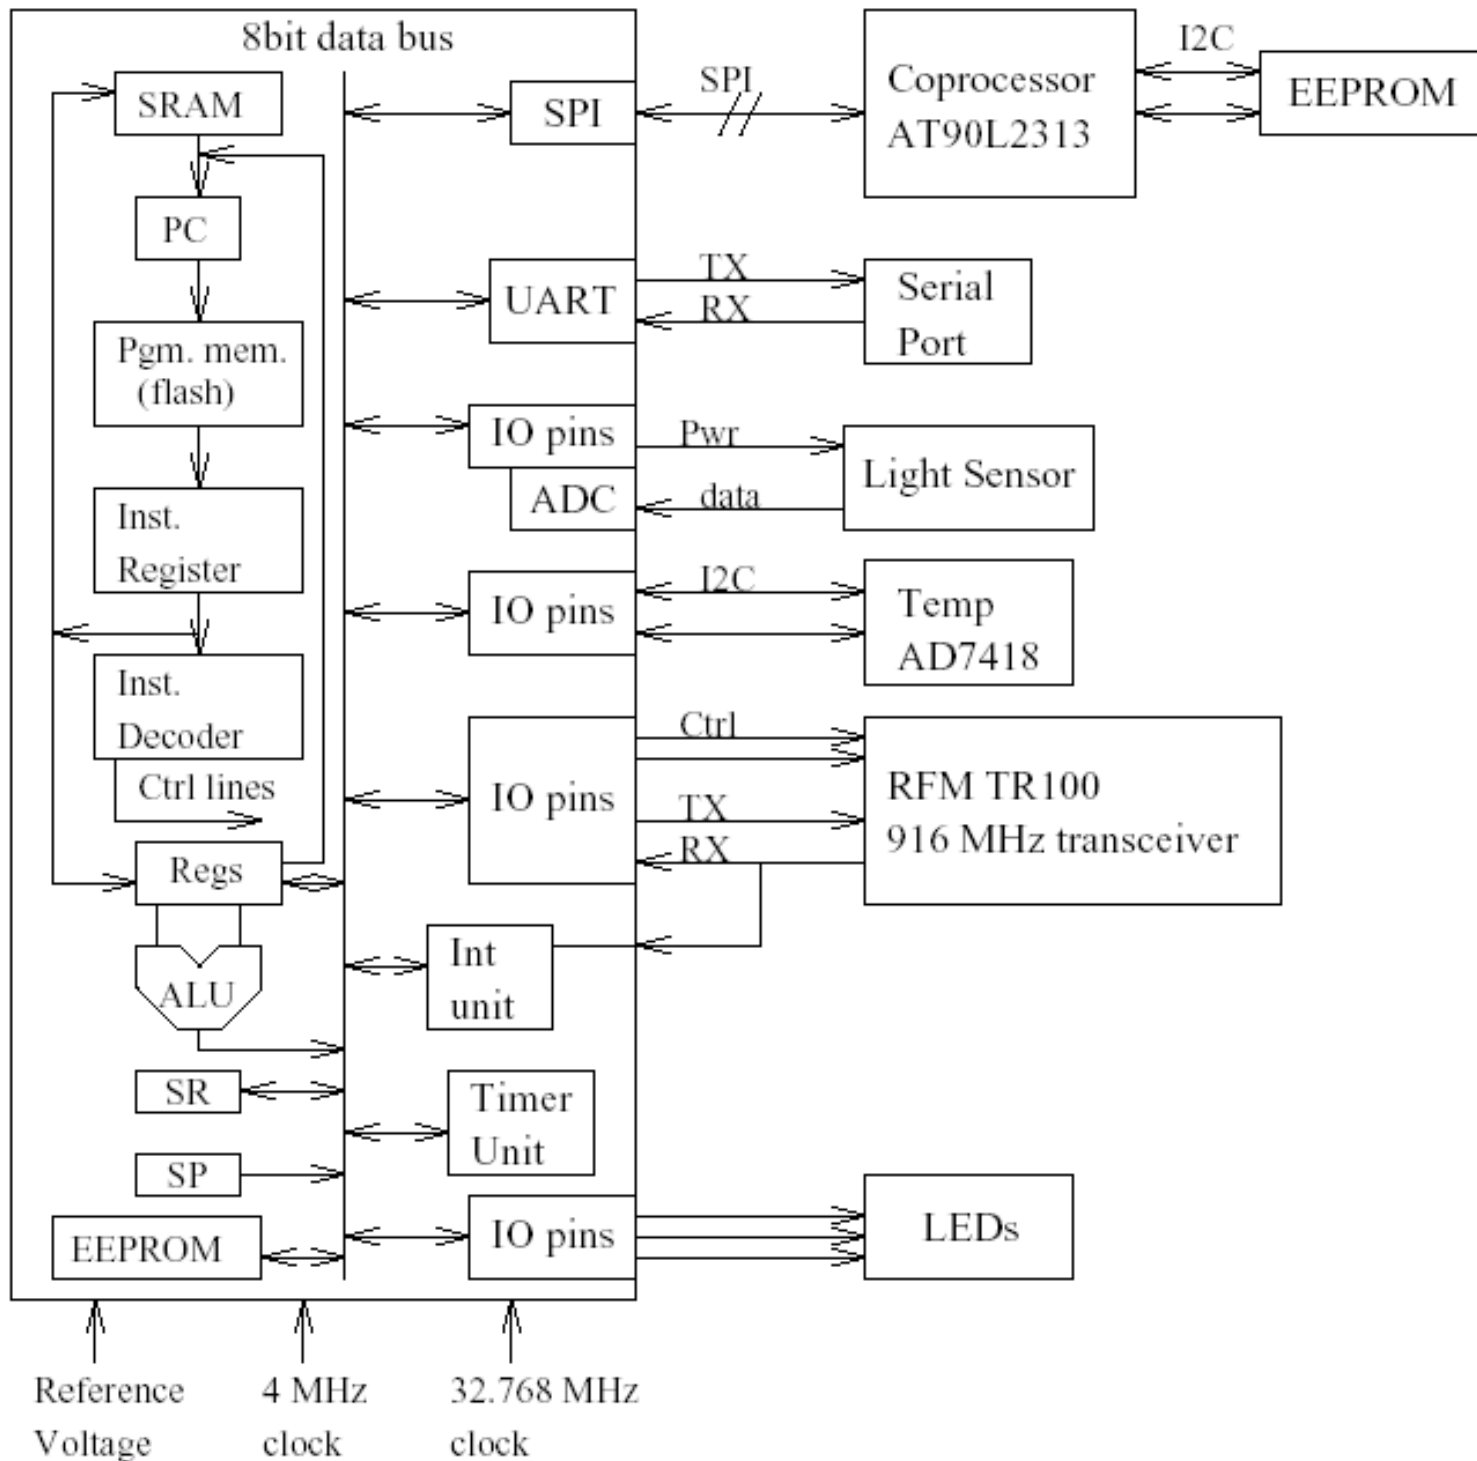 8bit data bus
SRAM
PC
Pgm. mem.
(flash)
Inst.
Register
Inst.
Decoder
Ctrl lines
Regs
ALU
SR
SP
EEPROM
SPI
UART
IO pins
ADC
IO pins
IO pins
Int
unit
Timer
Unit
IO pins
SPI
Coprocessor
AT90L2313
I2C
EEPROM
TX
RX
Serial
Port
Pwr
data
Light Sensor
I2C
Temp
AD7418
Ctrl
TX
RX
RFM TR100
916 MHz transceiver
LEDs
Reference
Voltage
4 MHz
clock
32.768 MHz
clock